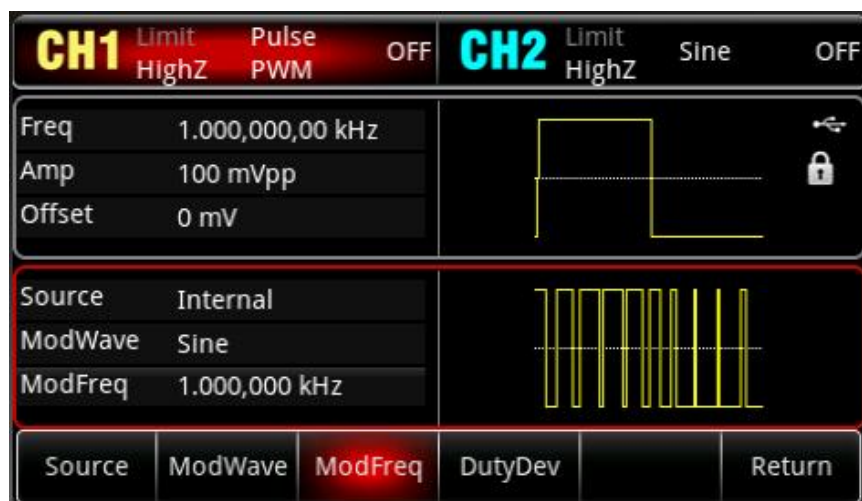 CH1 Limit Pulse OFF CH2 Limit Sine OFF
HighZ PWM HighZ
Freq 1.000,000,00 kHz
Amp 100 mVpp
Offset 0 mV
Source Internal
ModWave Sine
ModFreq 1.000,000 kHz
Source ModWave ModFreq DutyDev Return